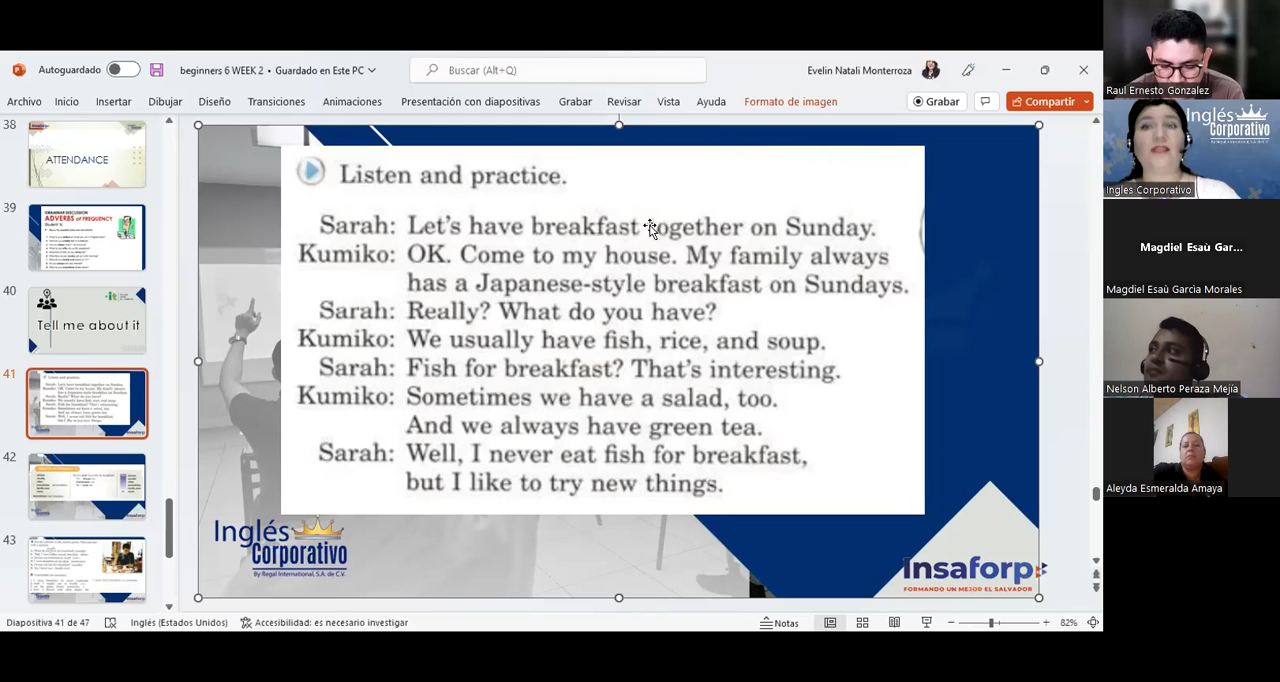 Autoguardado
beginners 6 WEEK 2 • Guardado en Este PC
Buscar (Alt+Q)
Evelin Natali Monterroza
Archivo Inicio Insertar Dibujar Diseño Transiciones Animaciones Presentación con diapositivas Grabar Revisar Vista Ayuda Formato de imagen
Grabar
Compartir
38
ATTENDANCE
39
ADVERBS of FREQUENCY
40
Tell me about it
41
42
43
Listen and practice.
Sarah: Let's have breakfast together on Sunday.
Kumiko: OK. Come to my house. My family always
has a Japanese-style breakfast on Sundays.
Sarah: Really? What do you have?
Kumiko: We usually have fish, rice, and soup.
Sarah: Fish for breakfast? That's interesting.
Kumiko: Sometimes we have a salad, too.
And we always have green tea.
Sarah: Well, I never eat fish for breakfast,
but I like to try new things.
Inglés
Corporativo
By Regal International, S.A. de C.V.
Insaforp
FORMANDO UN MEJOR EL SALVADOR
Diapositiva 41 de 47
Inglés (Estados Unidos)
Accesibilidad: es necesario investigar
Notas
82%
Raul Ernesto Gonzalez
Inglés
Corporativo
Ingles Corporativo
Magdiel Esaù Gar...
Magdiel Esaù Garcia Morales
Nelson Alberto Peraza Mejia
Aleyda Esmeralda Amaya